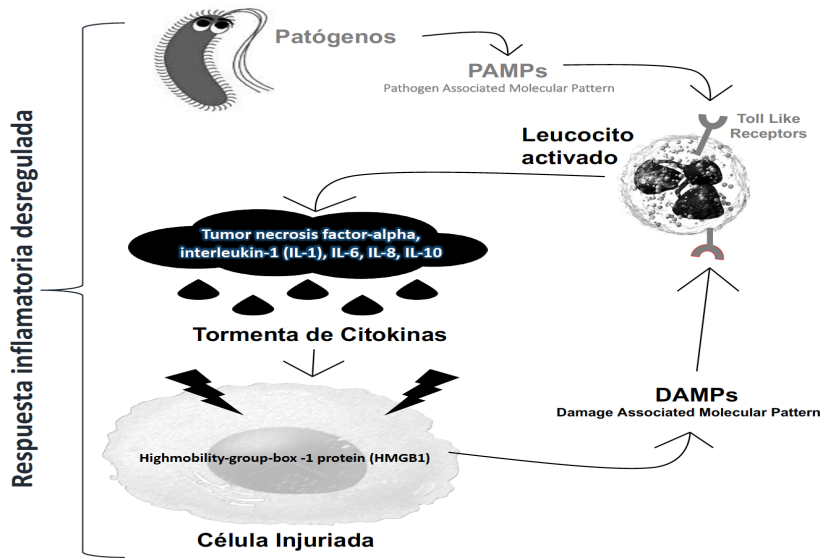 Respuesta inflamatoria desregulada
Patógenos
PAMPs
Pathogen Associated Molecular Pattern
Toll Like
Receptors
Leucocito
activado
Tumor necrosis factor-alpha,
interleukin-1 (IL-1), IL-6, IL-8, IL-10
Tormenta de Citokinas
DAMPs
Damage Associated Molecular Pattern
Highmobility-group-box -1 protein (HMGB1)
Célula Injuriada